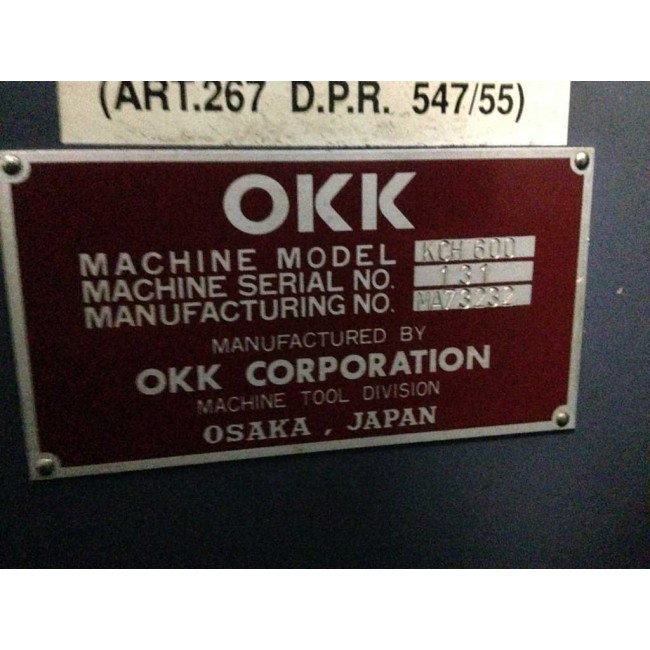 (ART.267 D.P.R. 547/55)
OKK
MACHINE MODEL KCH 600
MACHINE SERIAL NO. 131
MANUFACTURING NO. MA73232
MANUFACTURED BY
OKK CORPORATION
MACHINE TOOL DIVISION
OSAKA, JAPAN